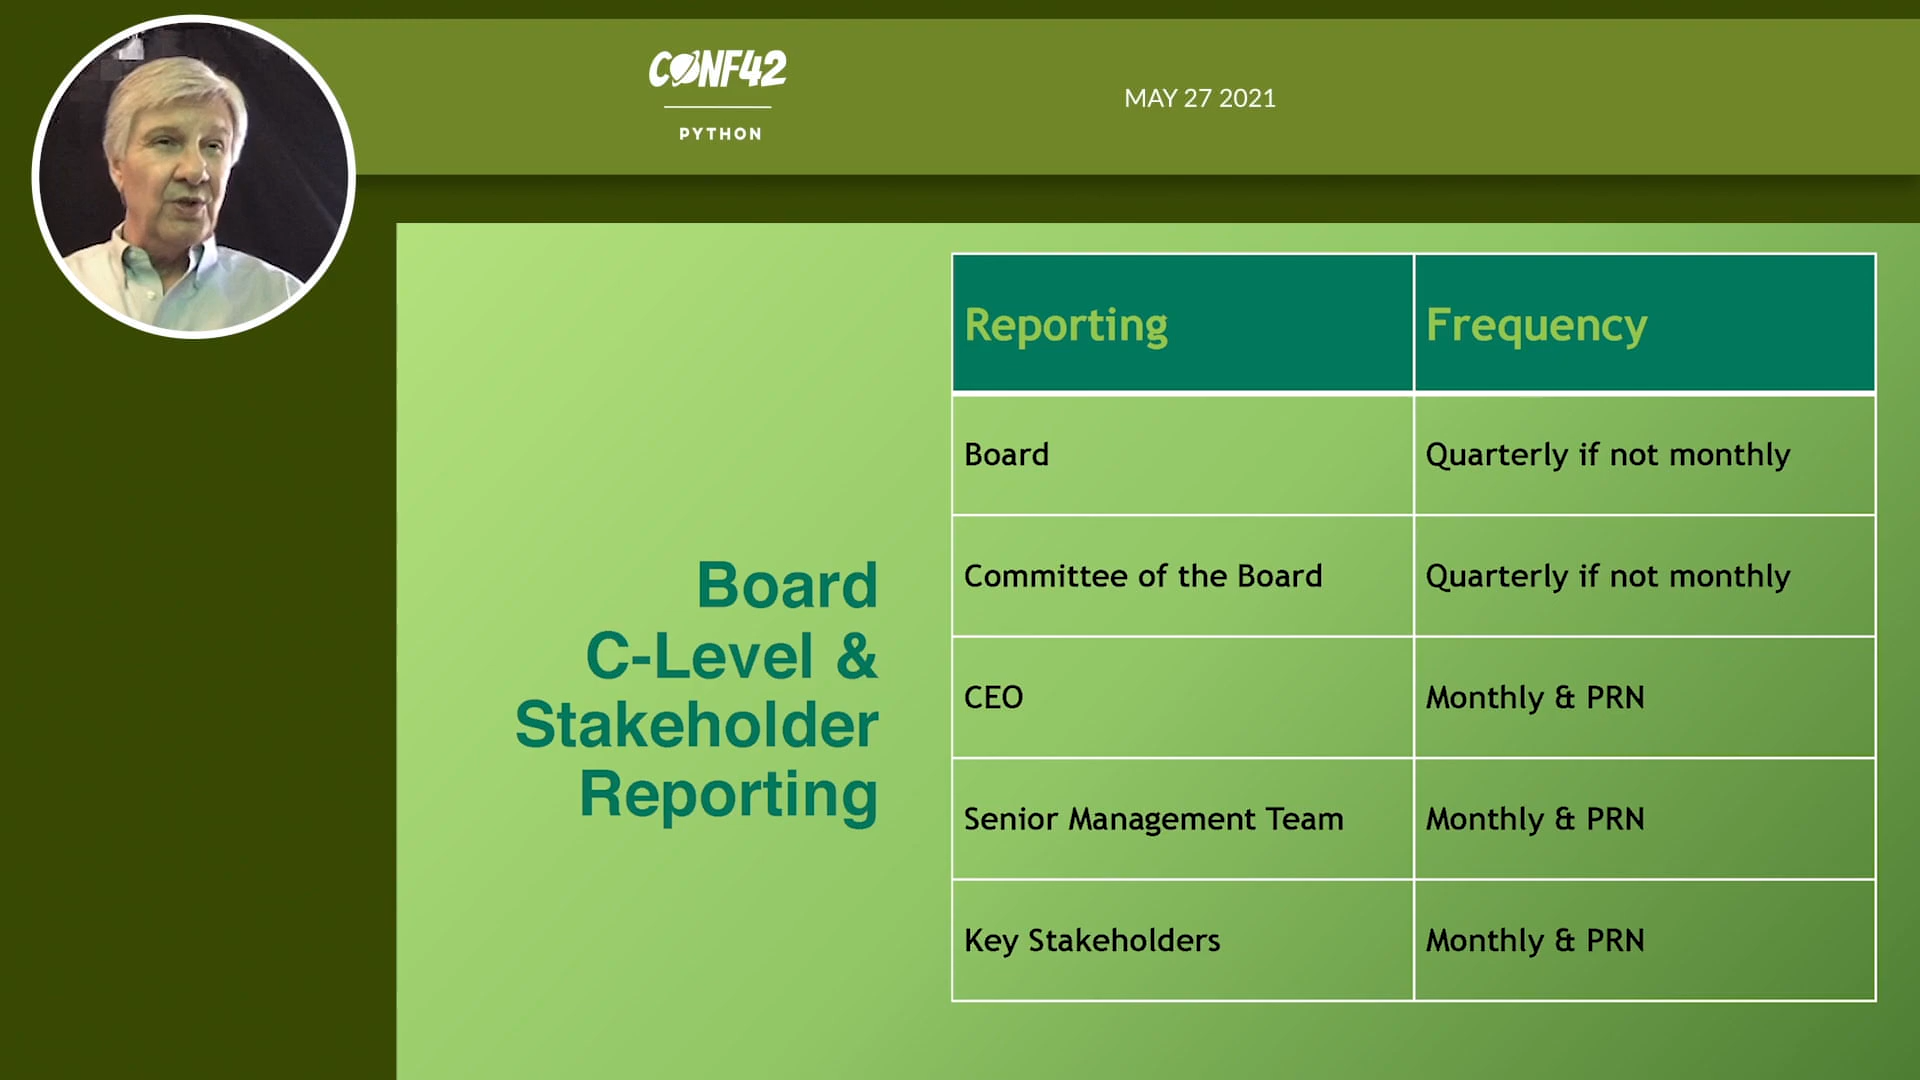 CONF42
PYTHON
MAY 27 2021
Board
C-Level &
Stakeholder
Reporting
Reporting Frequency
Board Quarterly if not monthly
Committee of the Board Quarterly if not monthly
CEO Monthly & PRN
Senior Management Team Monthly & PRN
Key Stakeholders Monthly & PRN